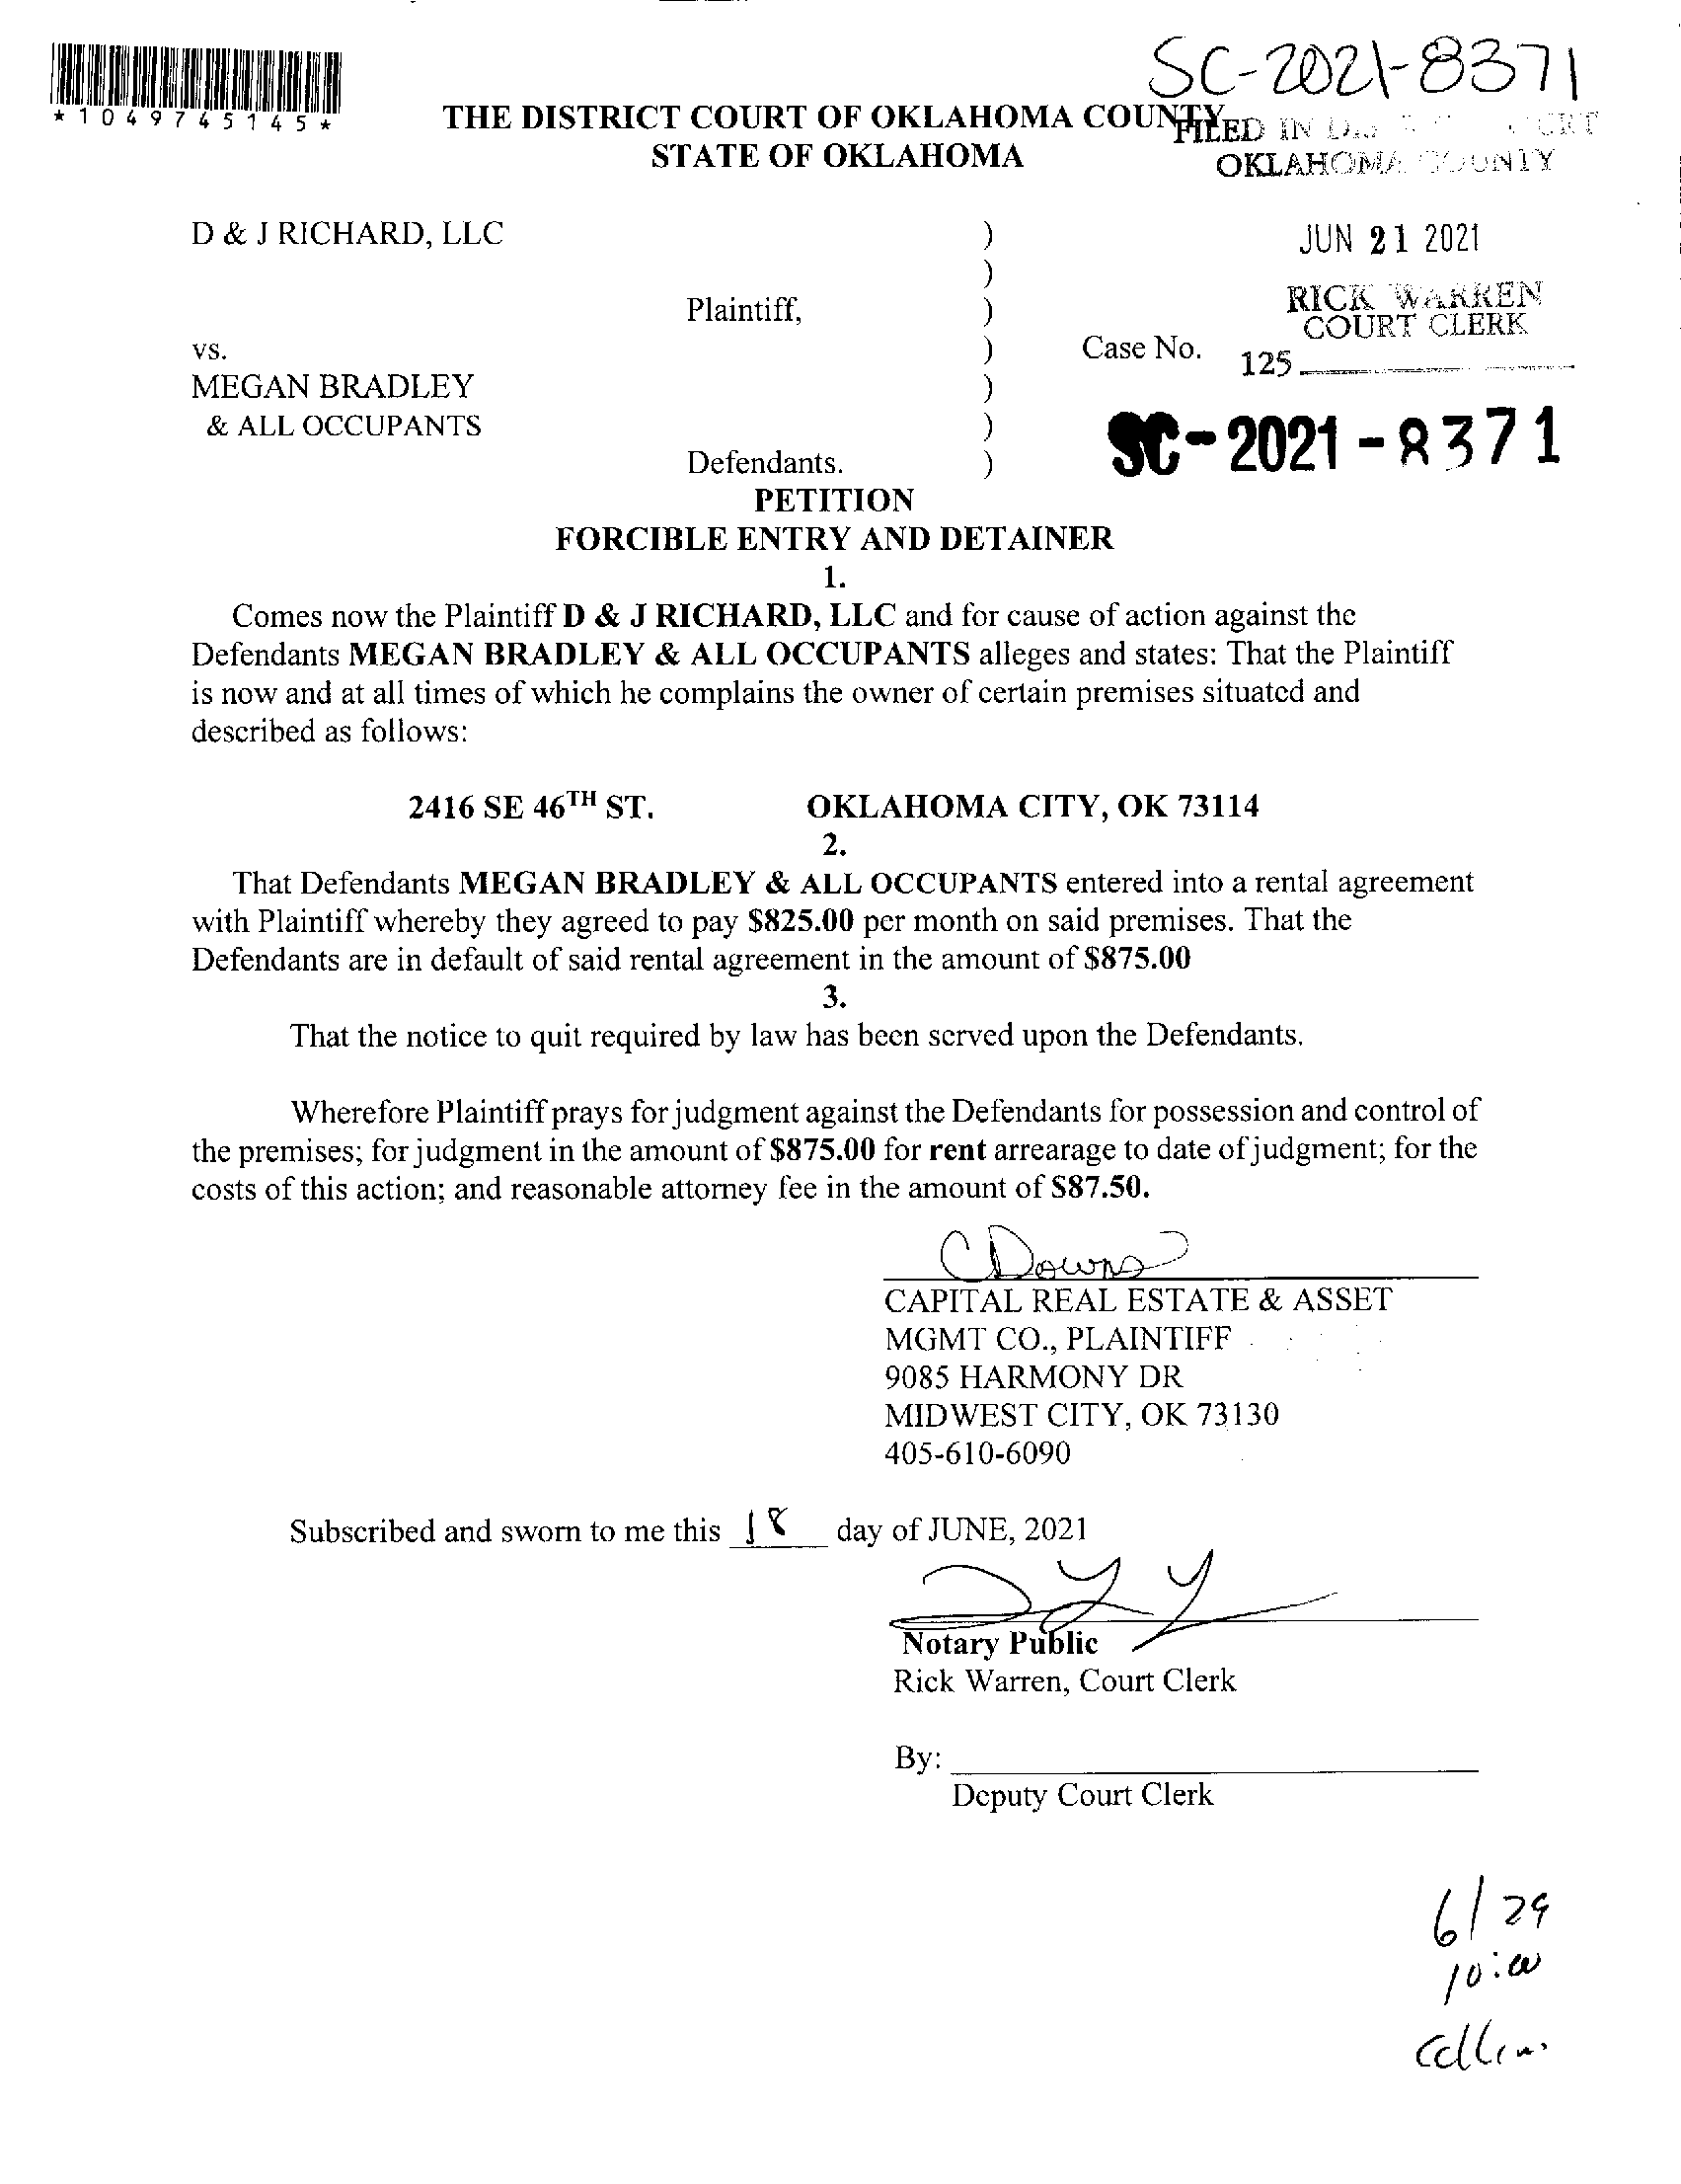 SC-2021-8371
*1049745145*
THE DISTRICT COURT OF OKLAHOMA COUNTY
STATE OF OKLAHOMA
FILED IN
OKLAHOMA COUNTY
JUN 21 2021
RICK WARREN
COURT CLERK
125
D & J RICHARD, LLC )
)
Plaintiff, )
vs. ) Case No.
MEGAN BRADLEY )
& ALL OCCUPANTS )
SC-2021-8371
Defendants. )
PETITION
FORCIBLE ENTRY AND DETAINER
1.
Comes now the Plaintiff D & J RICHARD, LLC and for cause of action against the
Defendants MEGAN BRADLEY & ALL OCCUPANTS alleges and states: That the Plaintiff
is now and at all times of which he complains the owner of certain premises situated and
described as follows:
2416 SE 46TH ST. OKLAHOMA CITY, OK 73114
2.
That Defendants MEGAN BRADLEY & ALL OCCUPANTS entered into a rental agreement
with Plaintiff whereby they agreed to pay $825.00 per month on said premises. That the
Defendants are in default of said rental agreement in the amount of $875.00
3.
That the notice to quit required by law has been served upon the Defendants.
Wherefore Plaintiff prays for judgment against the Defendants for possession and control of
the premises; for judgment in the amount of $875.00 for rent arrearage to date of judgment; for the
costs of this action; and reasonable attorney fee in the amount of $87.50.
CDowns
CAPITAL REAL ESTATE & ASSET
MGMT CO., PLAINTIFF
9085 HARMONY DR
MIDWEST CITY, OK 73130
405-610-6090
Subscribed and sworn to me this 18 day of JUNE, 2021
Notary Public
Rick Warren, Court Clerk
By:
Deputy Court Clerk
6/29
10:00